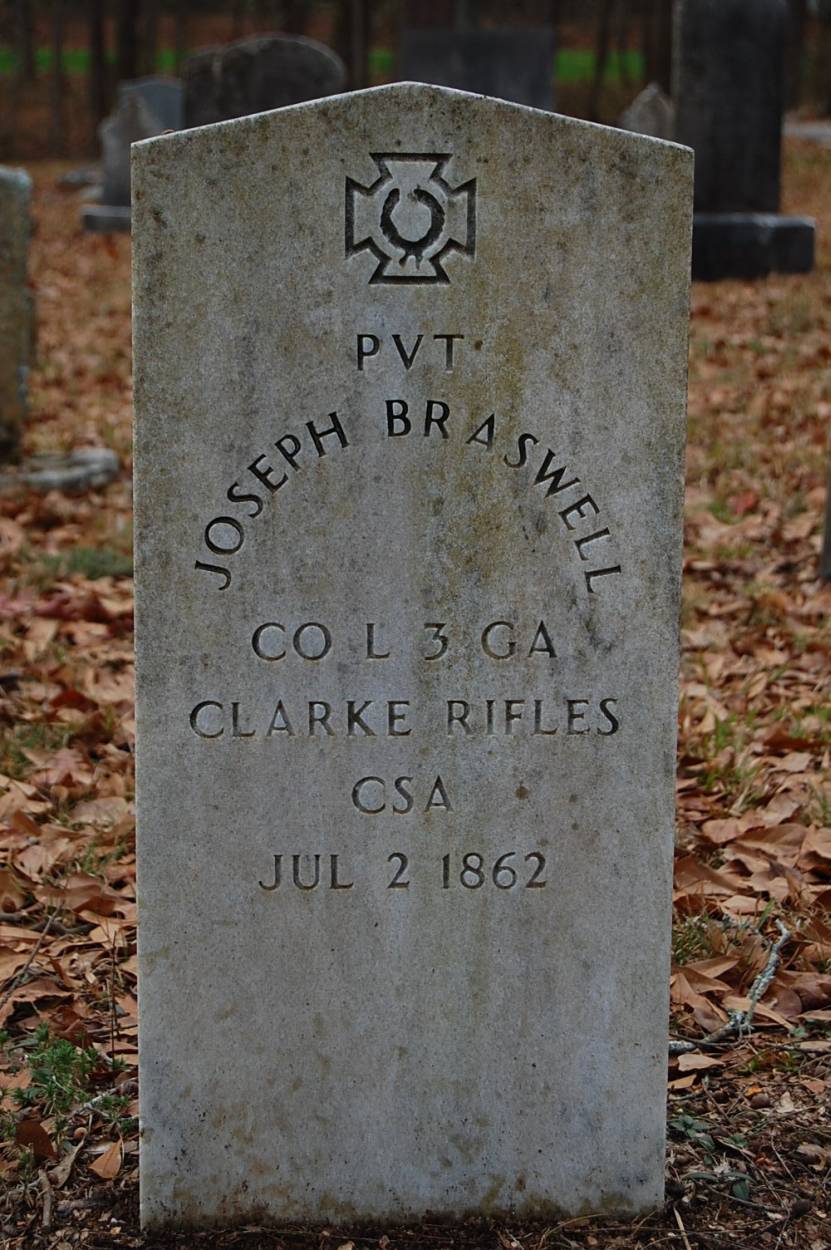 PVT
JOSEPH BRASWELL
CO L 3 GA
CLARKE RIFLES
CSA
JUL 2 1862